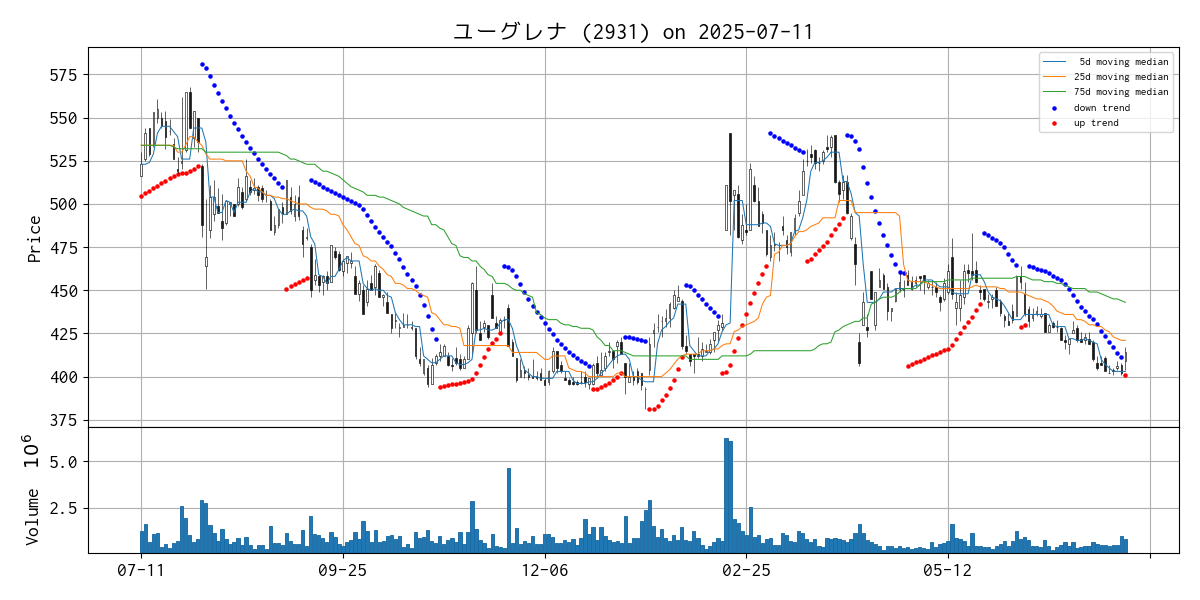 ユーグレナ (2931) on 2025-07-11
5d moving median
25d moving median
75d moving median
down trend
up trend
Price
575
550
525
500
475
450
425
400
375
Volume 10^6
5.0
2.5
07-11 09-25 12-06 02-25 05-12